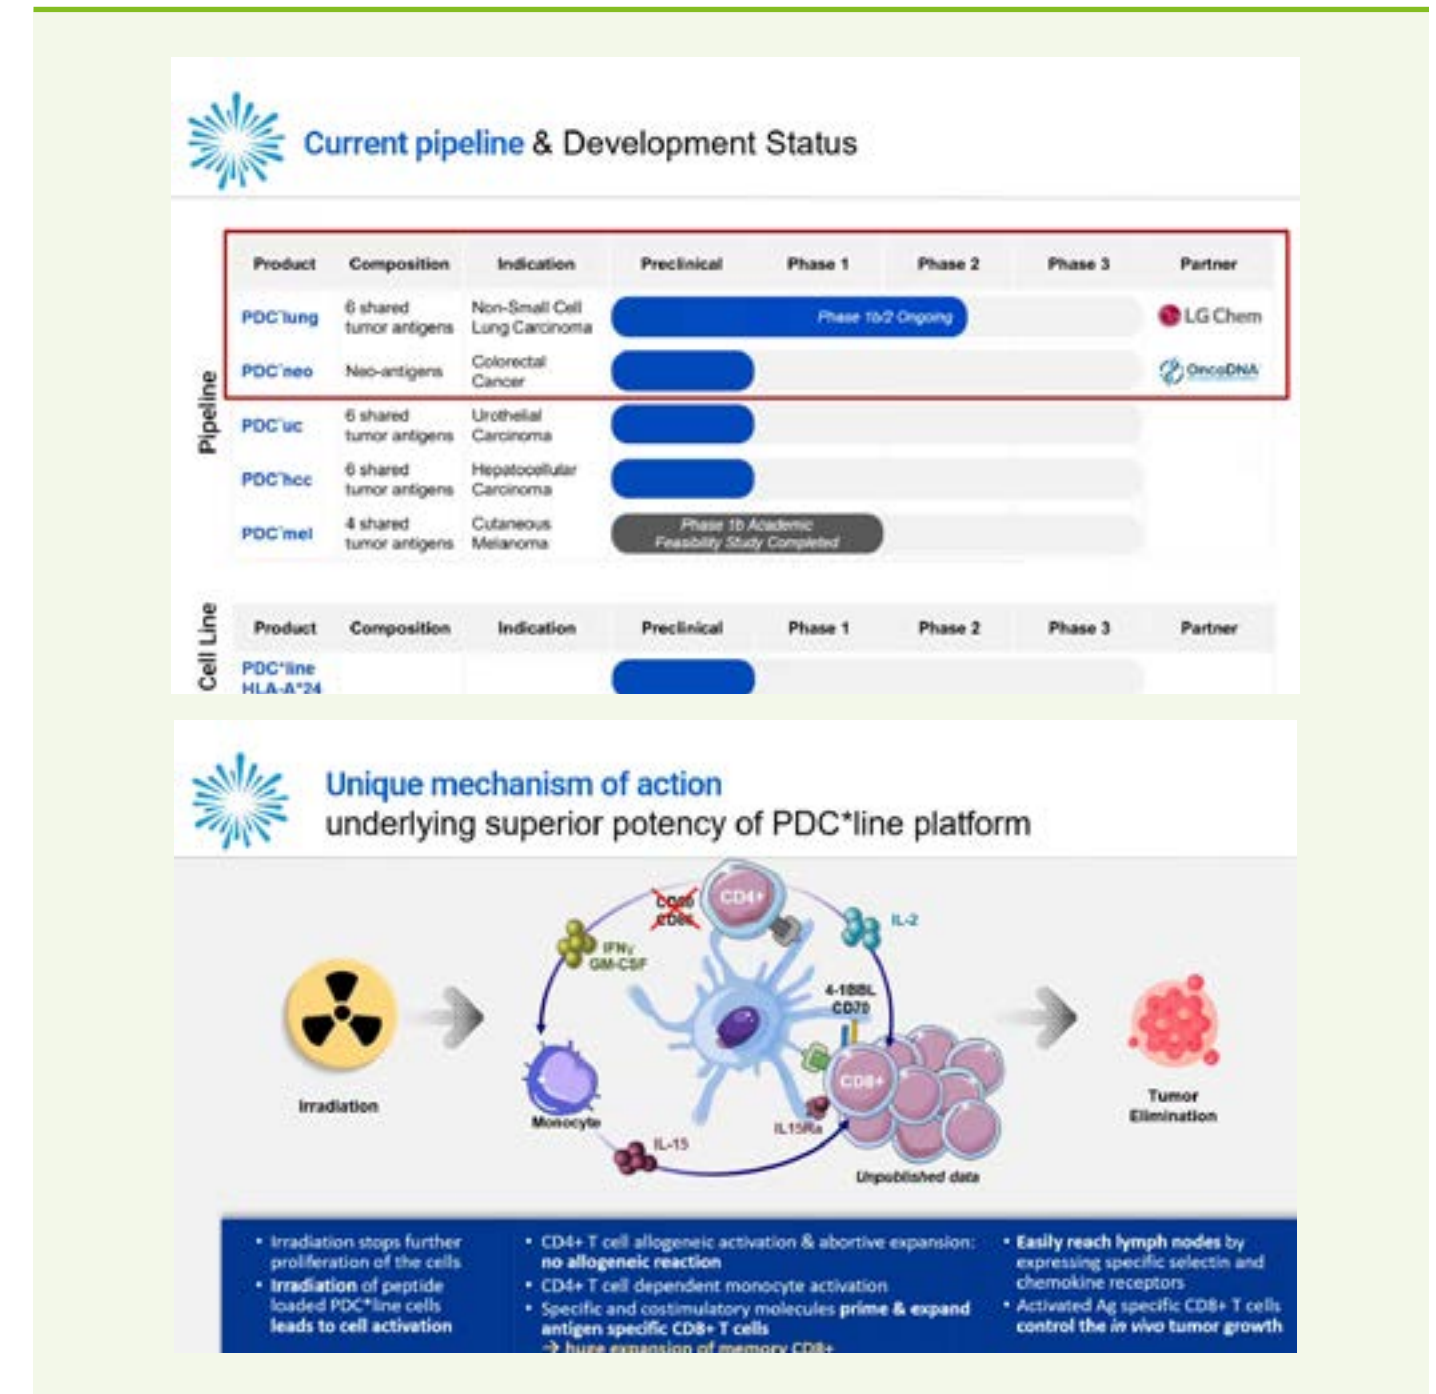 Current pipeline & Development Status
Pipeline
Product Composition Indication Preclinical Phase 1 Phase 2 Phase 3 Partner
PDC*lung 6 shared tumor antigens Non-Small Cell Lung Carcinoma Phase 1b/2 Ongoing LG Chem
PDC*neo Neo-antigens Colorectal Cancer OncoDNA
PDC*uc 6 shared tumor antigens Urothelial Carcinoma
PDC*hcc 6 shared tumor antigens Hepatocellular Carcinoma
PDC*mel 4 shared tumor antigens Cutaneous Melanoma Phase 1b Academic Feasibility Study Completed
Cell Line
Product Composition Indication Preclinical Phase 1 Phase 2 Phase 3 Partner
PDC*line
HLA-A*24
Unique mechanism of action
underlying superior potency of PDC*line platform
CD4+
IL-2
IFNγ
GM-CSF
4-1BBL
CD70
CD8+
Irradiation
Monocyte
IL-15
IL15Ra
Unpublished data
Tumor
Elimination
• Irradiation stops further
proliferation of the cells
• Irradiation of peptide
loaded PDC*line cells
leads to cell activation
• CD4+ T cell allogeneic activation & abortive expansion:
no allogeneic reaction
• CD4+ T cell dependent monocyte activation
• Specific and costimulatory molecules prime & expand
antigen specific CD8+ T cells
→ huge expansion of memory CD8+
• Easily reach lymph nodes by
expressing specific selectin and
chemokine receptors
• Activated Ag specific CD8+ T cells
control the in vivo tumor growth